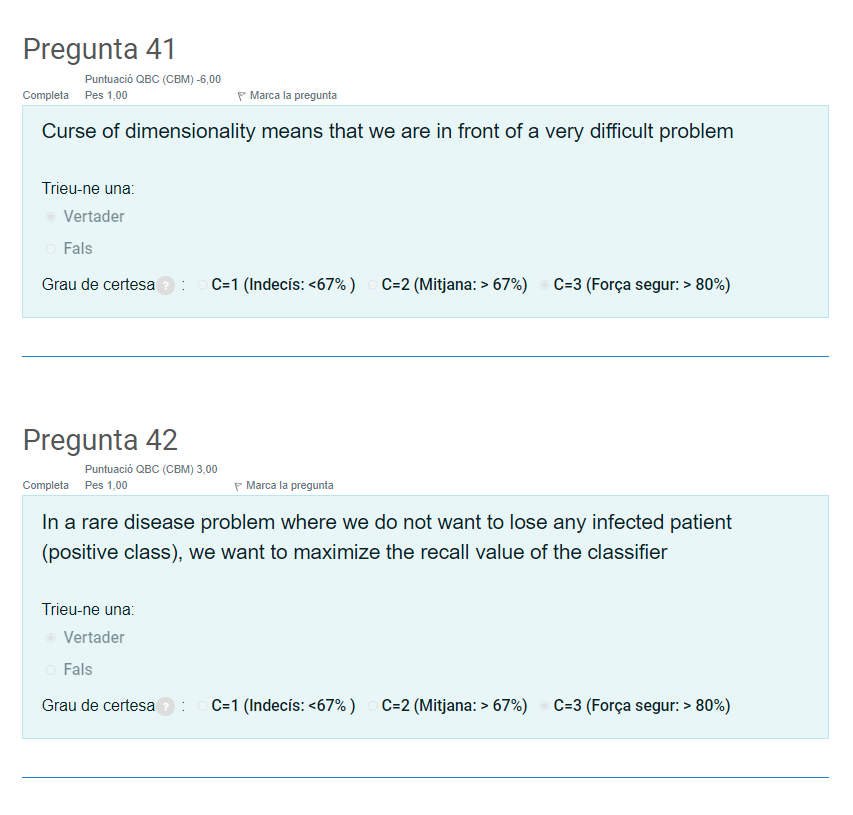 Pregunta 41
Puntuació QBC (CBM) -6,00
Completa Pes 1,00 Marca la pregunta
Curse of dimensionality means that we are in front of a very difficult problem
Trieu-ne una:
Vertader
Fals
Grau de certesa ? : C=1 (Indecís: <67% ) C=2 (Mitjana: > 67%) C=3 (Força segur: > 80%)
Pregunta 42
Puntuació QBC (CBM) 3,00
Completa Pes 1,00 Marca la pregunta
In a rare disease problem where we do not want to lose any infected patient
(positive class), we want to maximize the recall value of the classifier
Trieu-ne una:
Vertader
Fals
Grau de certesa ? : C=1 (Indecís: <67% ) C=2 (Mitjana: > 67%) C=3 (Força segur: > 80%)